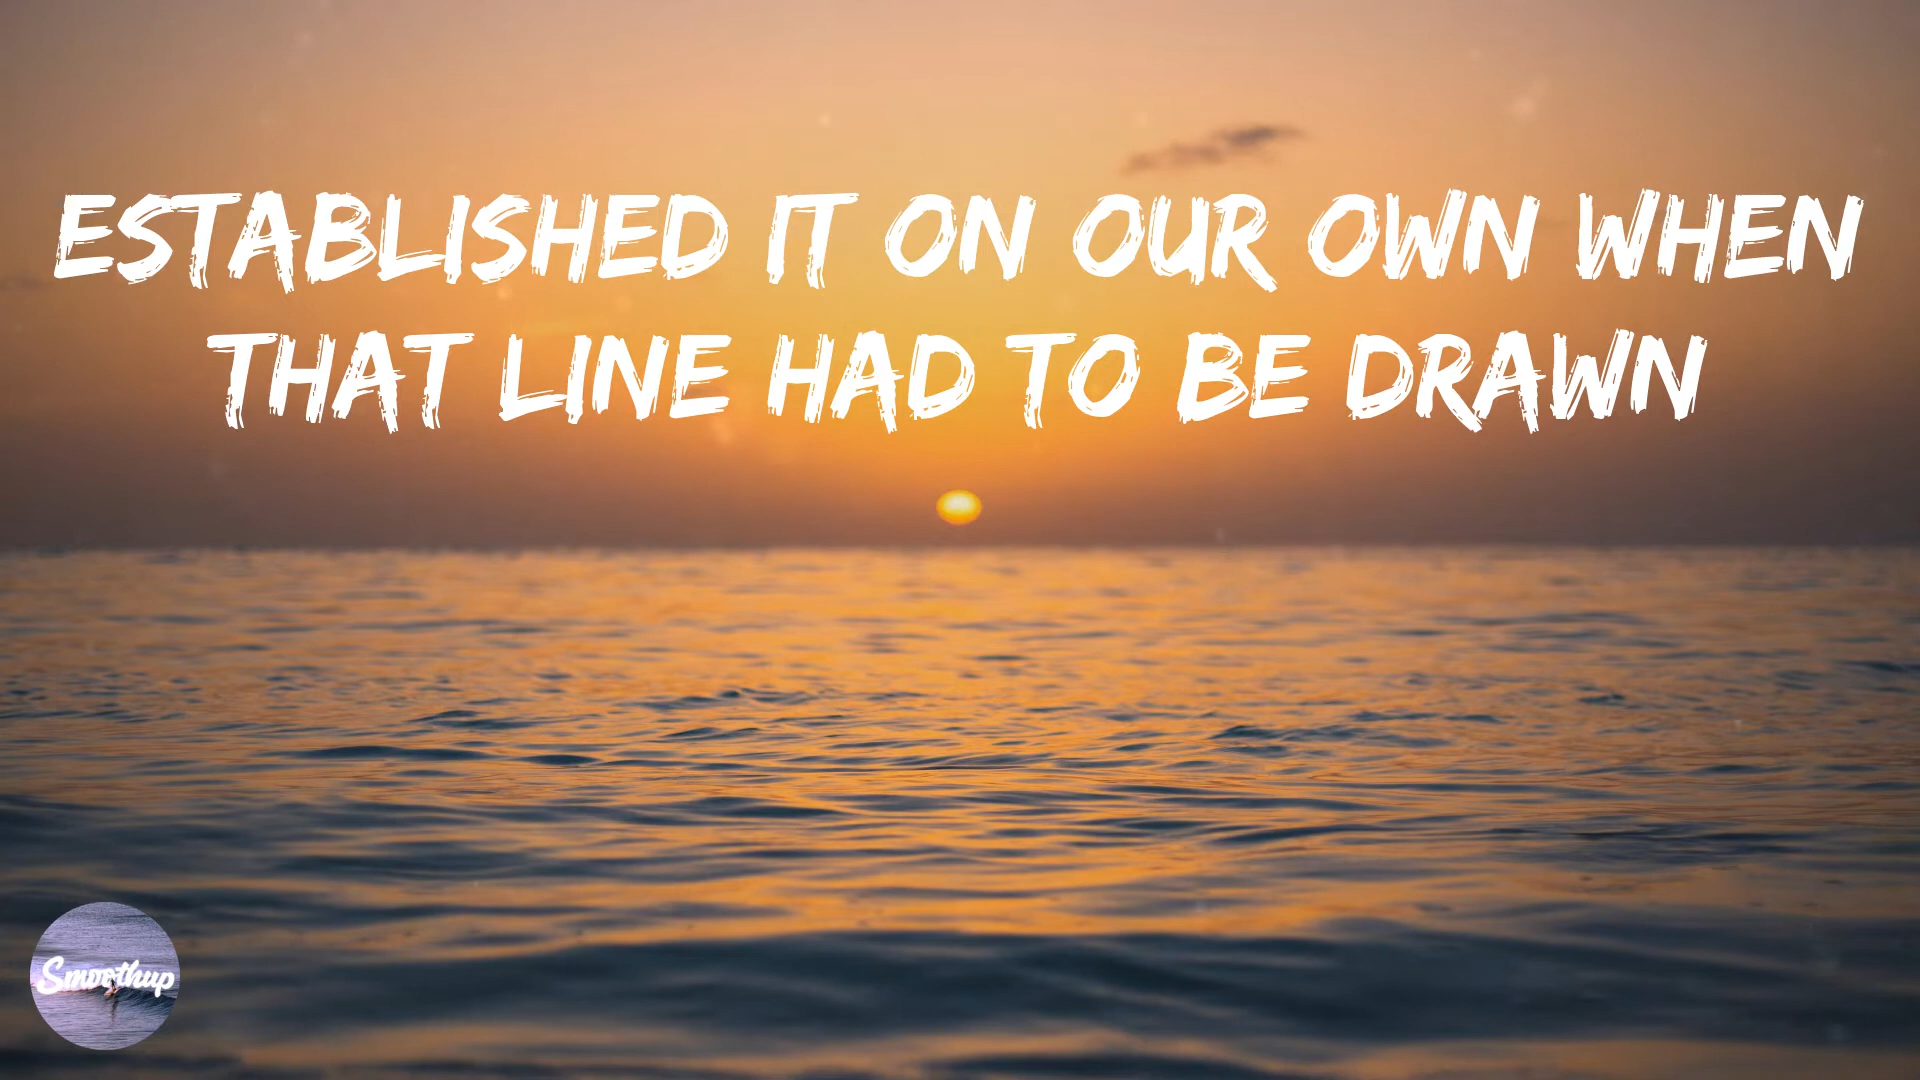 ESTABLISHED IT ON OUR OWN WHEN
THAT LINE HAD TO BE DRAWN
Smoothup